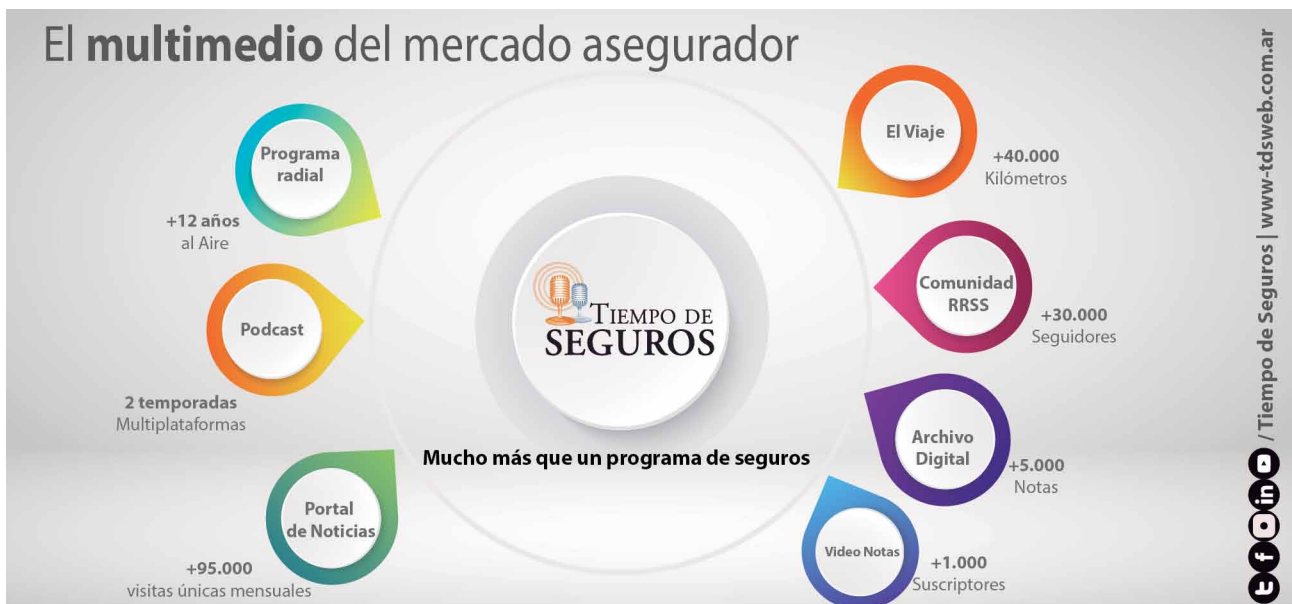 El multimedio del mercado asegurador
Programa
radial
+12 años
al Aire
Podcast
2 temporadas
Multiplataformas
Portal
de Noticias
+95.000
visitas únicas mensuales
TIEMPO DE
SEGUROS
Mucho más que un programa de seguros
El Viaje
+40.000
Kilómetros
Comunidad
RRSS
+30.000
Seguidores
Archivo
Digital
+5.000
Notas
Video Notas
+1.000
Suscriptores
/ Tiempo de Seguros | www-tdsweb.com.ar